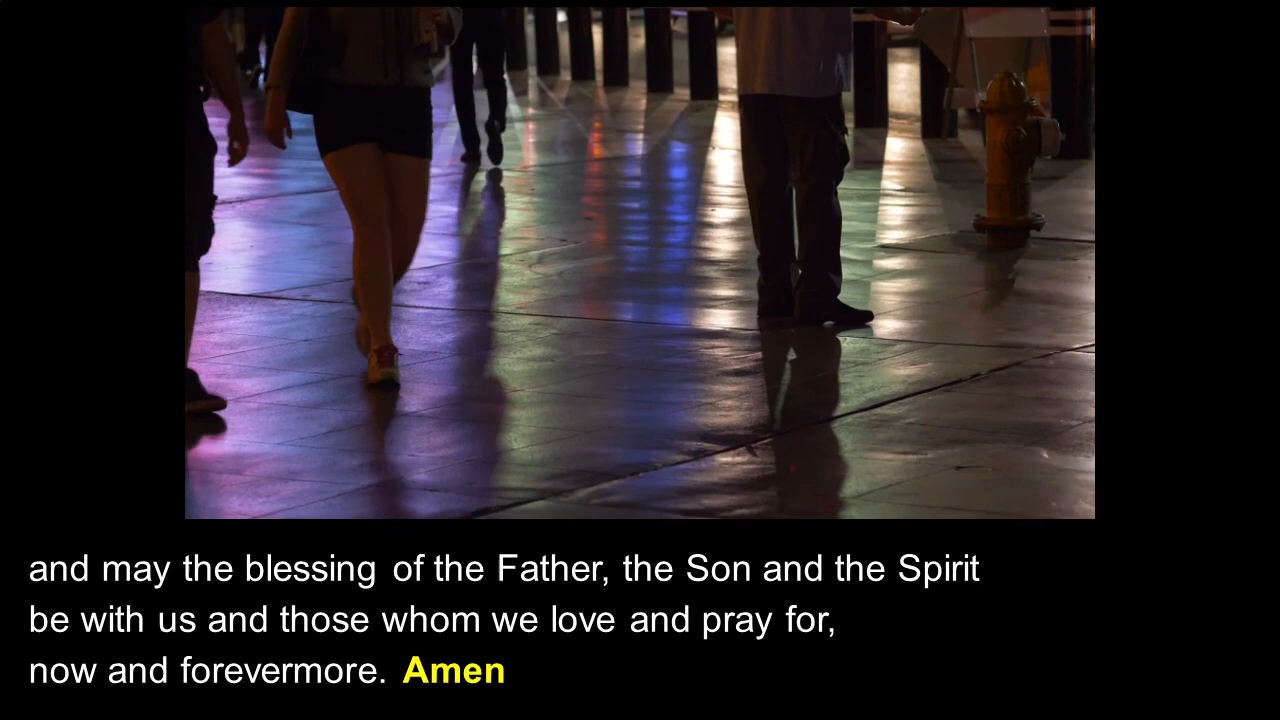 and may the blessing of the Father, the Son and the Spirit
be with us and those whom we love and pray for,
now and forevermore. Amen